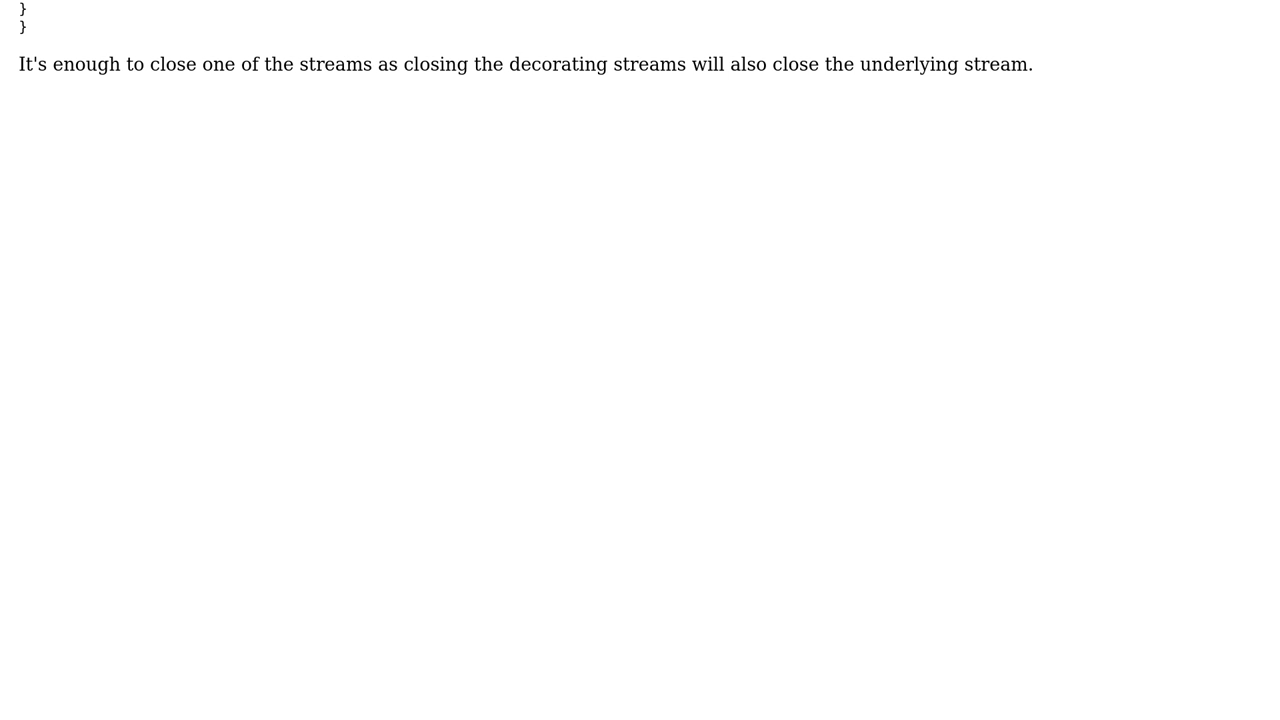 }
}
It's enough to close one of the streams as closing the decorating streams will also close the underlying stream.